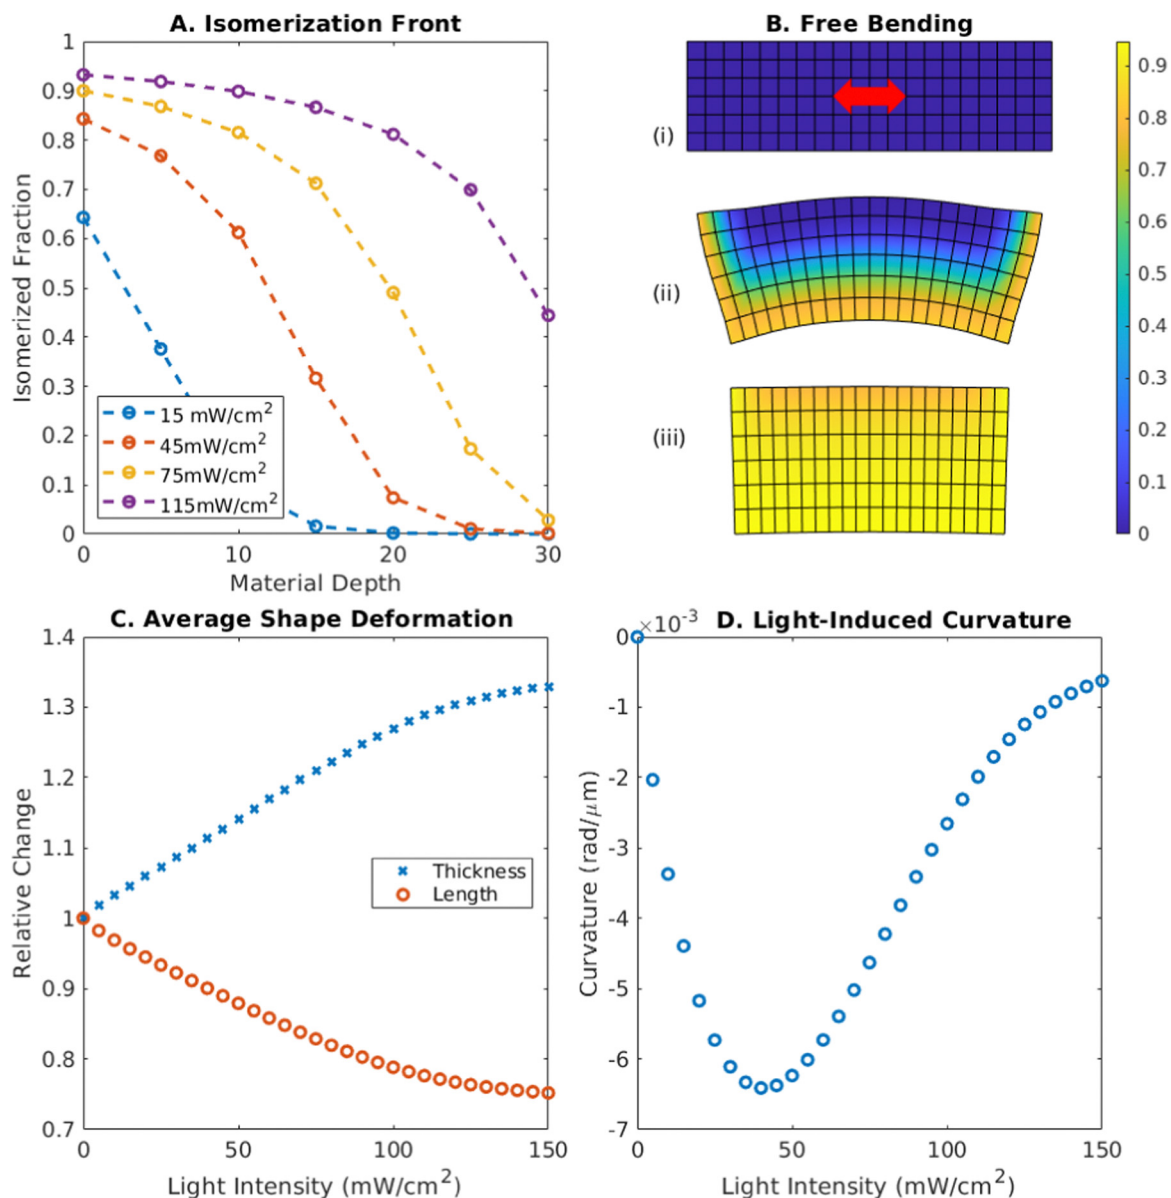 A. Isomerization Front
Isomerized Fraction
1
0.9
0.8
0.7
0.6
0.5
0.4
0.3
0.2
0.1
0
15 mW/cm²
45mW/cm²
75mW/cm²
115mW/cm²
0 10 20 30
Material Depth
B. Free Bending
(i)
(ii)
(iii)
0.9
0.8
0.7
0.6
0.5
0.4
0.3
0.2
0.1
0
C. Average Shape Deformation
Relative Change
1.4
1.3
1.2
1.1
1
0.9
0.8
0.7
Thickness
Length
0 50 100 150
Light Intensity (mW/cm²)
D. Light-Induced Curvature
×10⁻³
Curvature (rad/μm)
0
-1
-2
-3
-4
-5
-6
-7
0 50 100 150
Light Intensity (mW/cm²)